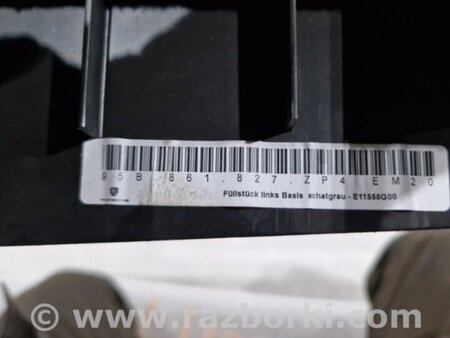 95B.861.827.ZP4 EM20
Füllstück links Basis achatgrau - E11558G00
© www.razborki.com